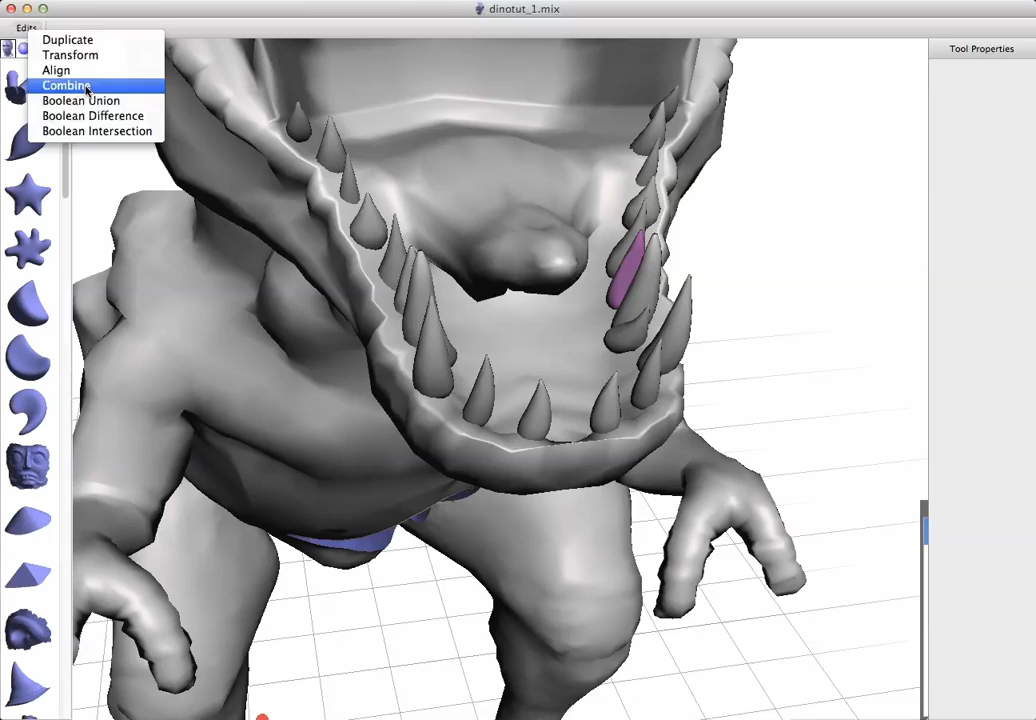 dinotut_1.mix
Edits
Tool Properties
Duplicate
Transform
Align
Combine
Boolean Union
Boolean Difference
Boolean Intersection